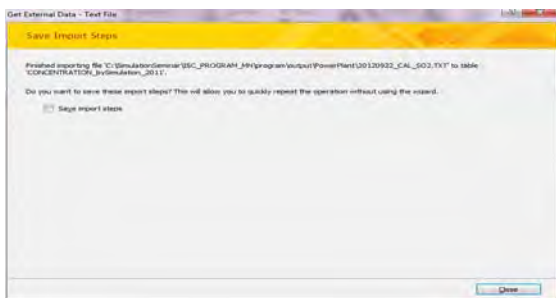 Get External Data - Text File
Save Import Steps
Finished importing file 'C:\SimulationSeminar\ISC_PROGRAM_MN\program\output\PowerPlant\20120922_CAL_SO2.TXT' to table
'CONCENTRATION_bySimulation_2011'.
Do you want to save these import steps? This will allow you to quickly repeat the operation without using the wizard.
Save import steps
Close